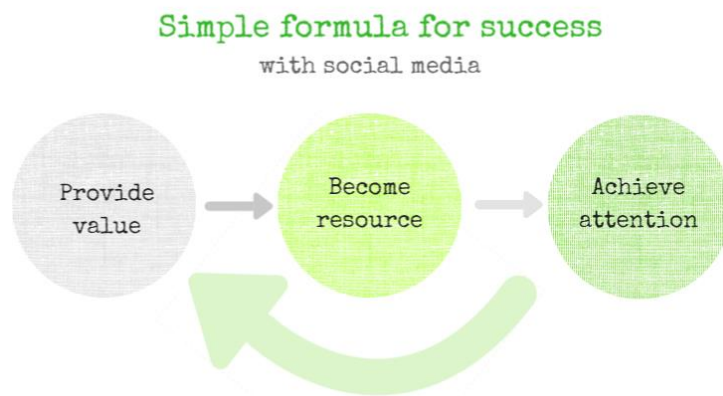 Simple formula for success
with social media
Provide
value
Become
resource
Achieve
attention